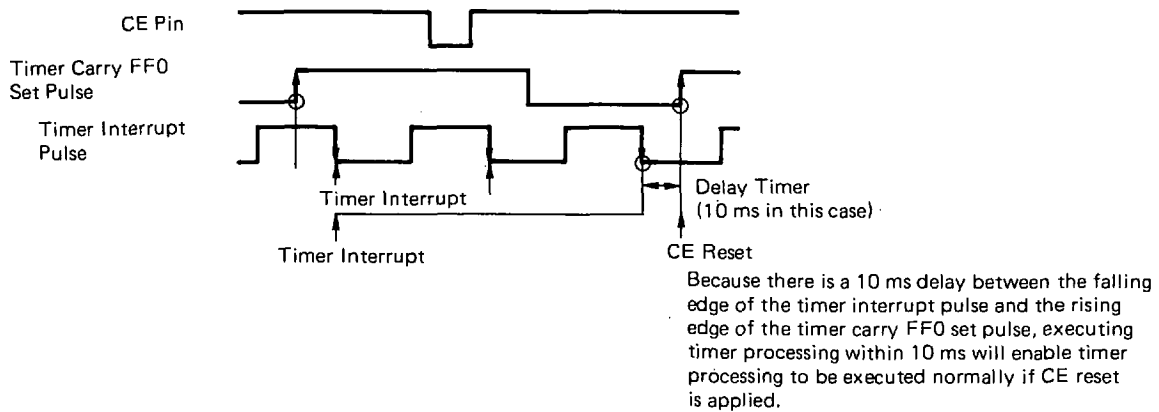 CE Pin
Timer Carry FF0
Set Pulse
Timer Interrupt
Pulse
Timer Interrupt
Delay Timer
(10 ms in this case)
Timer Interrupt
CE Reset
Because there is a 10 ms delay between the falling
edge of the timer interrupt pulse and the rising
edge of the timer carry FF0 set pulse, executing
timer processing within 10 ms will enable timer
processing to be executed normally if CE reset
is applied.